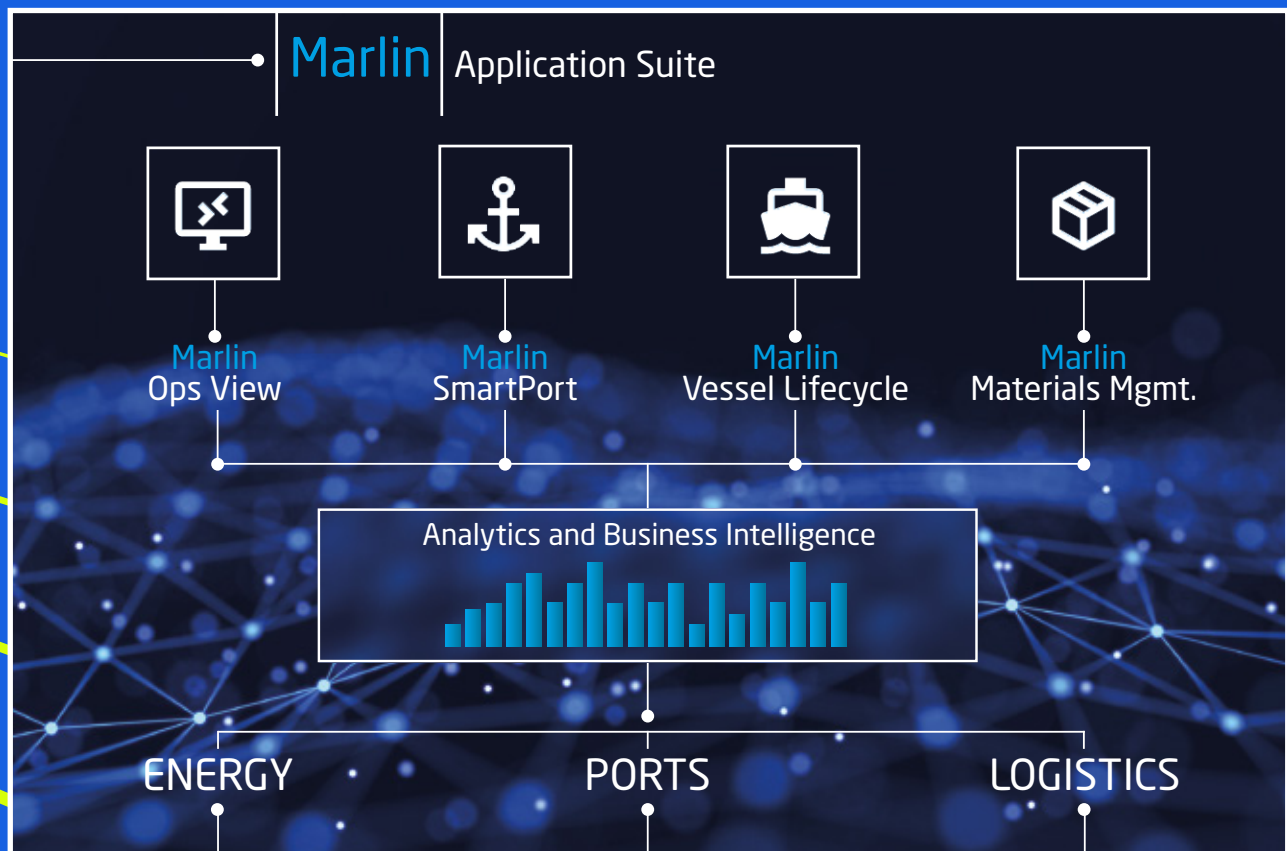 Marlin Application Suite
Marlin
Ops View
Marlin
SmartPort
Marlin
Vessel Lifecycle
Marlin
Materials Mgmt.
Analytics and Business Intelligence
ENERGY
PORTS
LOGISTICS